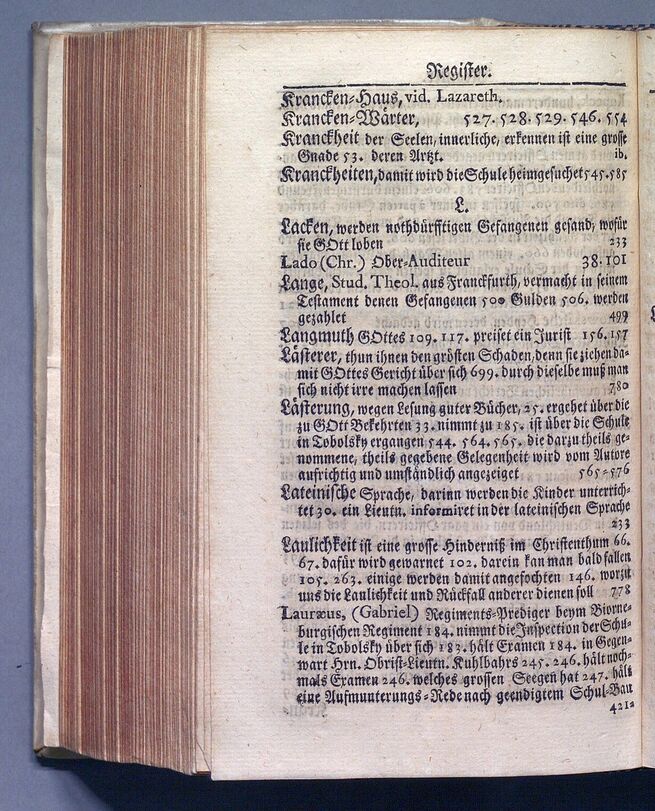 Register.
Krancken-Haus, vid. Lazareth.
Krancken-Wärter, 527. 528. 529. 546. 554
Kranckheit der Seelen, innerliche, erkennen ist eine grosse
Gnade 53. deren Artzt. ib.
Kranckheiten, damit wird die Schule heimgesuchet 545. 585
L.
Lacken, werden nothdürfftigen Gefangenen gesand, wofür
sie GOtt loben 233
Lado (Chr.) Ober-Auditeur 38. 101
Lange, Stud. Theol. aus Franckfurth, vermacht in seinem
Testament denen Gefangenen 500 Gulden 506. werden
gezahlet 499
Langmuth GOttes 109. 117. preiset ein Jurist 156. 157
Lästerer, thun ihnen den grösten Schaden, denn sie ziehen da-
mit GOttes Gericht über sich 699. durch dieselbe muß man
sich nicht irre machen lassen 780
Lästerung, wegen Lesung guter Bücher, 25. ergehet über die
zu GOtt Bekehrten 33. nimmt zu 185. ist über die Schule
in Tobolsky ergangen 544. 564. 565. die darzu theils ge-
nommene, theils gegebene Gelegenheit wird vom Autore
aufrichtig und umständlich angezeiget 565-576
Lateinische Sprache, darinn werden die Kinder unterrich-
tet 30. ein Lieutn. informiret in der lateinischen Sprache
233
Laulichkeit ist eine grosse Hinderniß im Christenthum 66.
67. dafür wird gewarnet 102. darein kan man bald fallen
105. 263. einige werden damit angefochten 146. worzu
uns die Laulichkeit und Rückfall anderer dienen soll 778
Lauræus, (Gabriel) Regiments-Prediger beym Biorne-
burgischen Regiment 184. nimmt die Inspection der Schu-
le in Tobolsky über sich 183. hält Examen 184. in Gegen-
wart Hrn. Obrist-Lieutn. Kuhlbahrs 245. 246. hält noch-
mals Examen 246. welches grossen Seegen hat 247. hält
eine Aufmunterungs-Rede nach geendigtem Schul-Bau
421